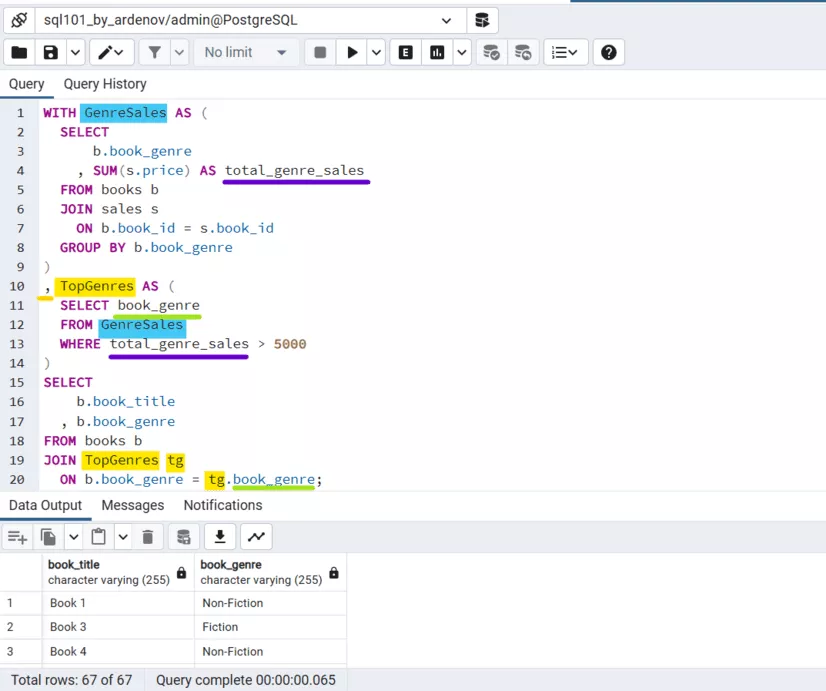 sql101_by_ardenov/admin@PostgreSQL
No limit
E
Query Query History
1 WITH GenreSales AS (
2 SELECT
3 b.book_genre
4 , SUM(s.price) AS total_genre_sales
5 FROM books b
6 JOIN sales s
7 ON b.book_id = s.book_id
8 GROUP BY b.book_genre
9 )
10 , TopGenres AS (
11 SELECT book_genre
12 FROM GenreSales
13 WHERE total_genre_sales > 5000
14 )
15 SELECT
16 b.book_title
17 , b.book_genre
18 FROM books b
19 JOIN TopGenres tg
20 ON b.book_genre = tg.book_genre;
Data Output Messages Notifications
book_title book_genre
character varying (255) character varying (255)
1 Book 1 Non-Fiction
2 Book 3 Fiction
3 Book 4 Non-Fiction
Total rows: 67 of 67 Query complete 00:00:00.065